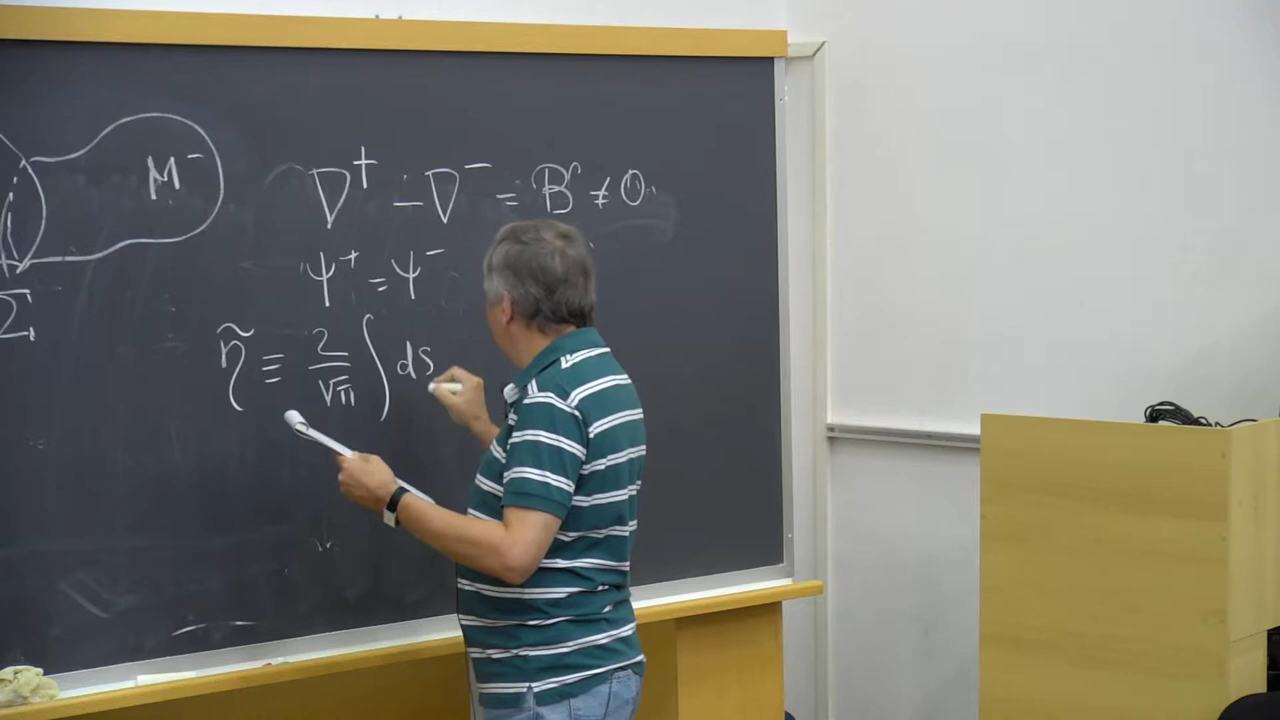 M⁻
∇⁺ - ∇⁻ = B ≠ 0
ψ⁺ = ψ⁻
Σ
η̃ ≡ 2/√π ∫ ds